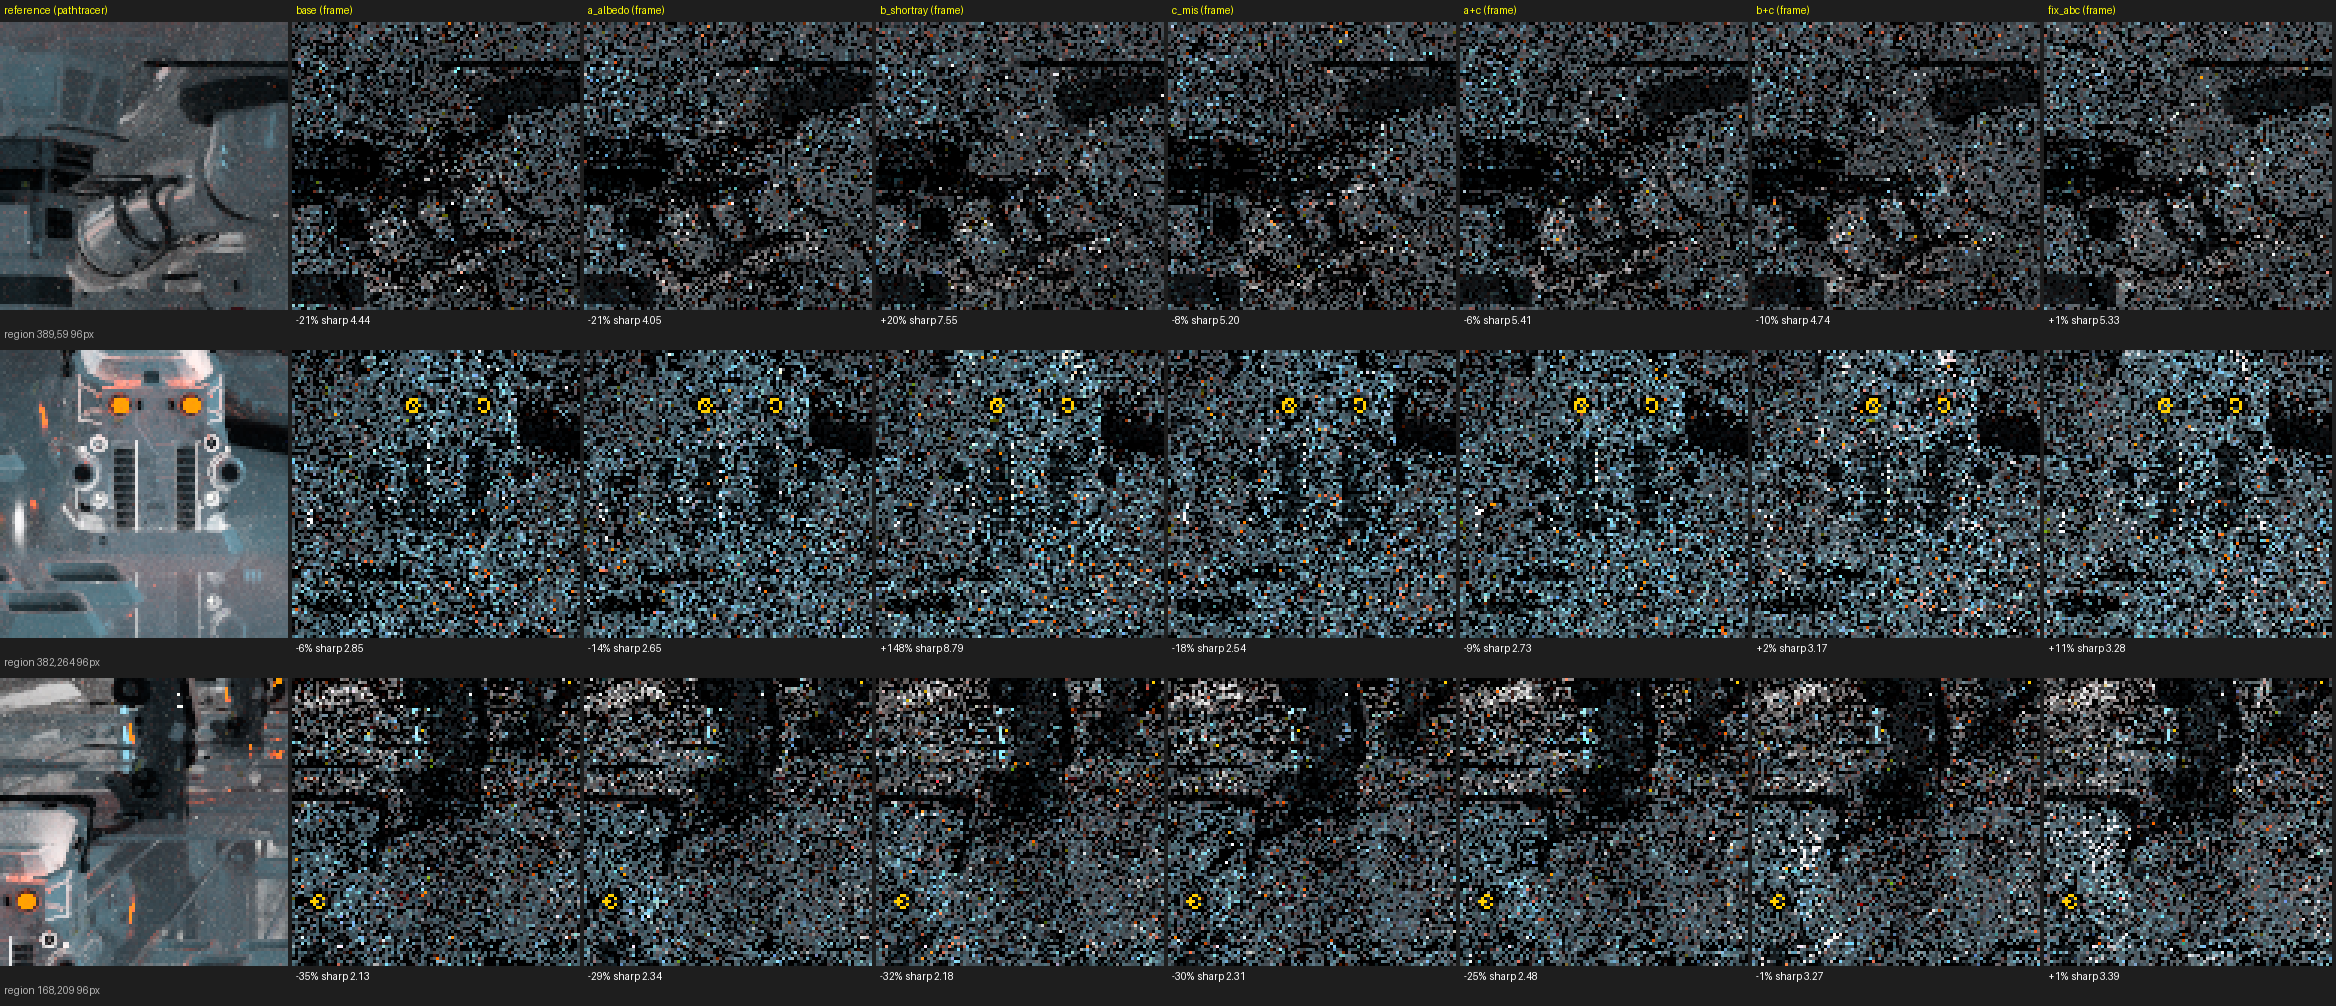 reference (pathtracer) base (frame) a_albedo (frame) b_shortray (frame) c_mis (frame) a+c (frame) b+c (frame) fix_abc (frame)
-21% sharp 4.44 -21% sharp 4.05 +20% sharp 7.55 -8% sharp 5.20 -6% sharp 5.41 -10% sharp 4.74 +1% sharp 5.33
region 389,59 96px
-6% sharp 2.85 -14% sharp 2.65 +148% sharp 8.79 -18% sharp 2.54 -9% sharp 2.73 +2% sharp 3.17 +11% sharp 3.28
region 382,264 96px
-35% sharp 2.13 -29% sharp 2.34 -32% sharp 2.18 -30% sharp 2.31 -25% sharp 2.48 -1% sharp 3.27 +1% sharp 3.39
region 168,209 96px